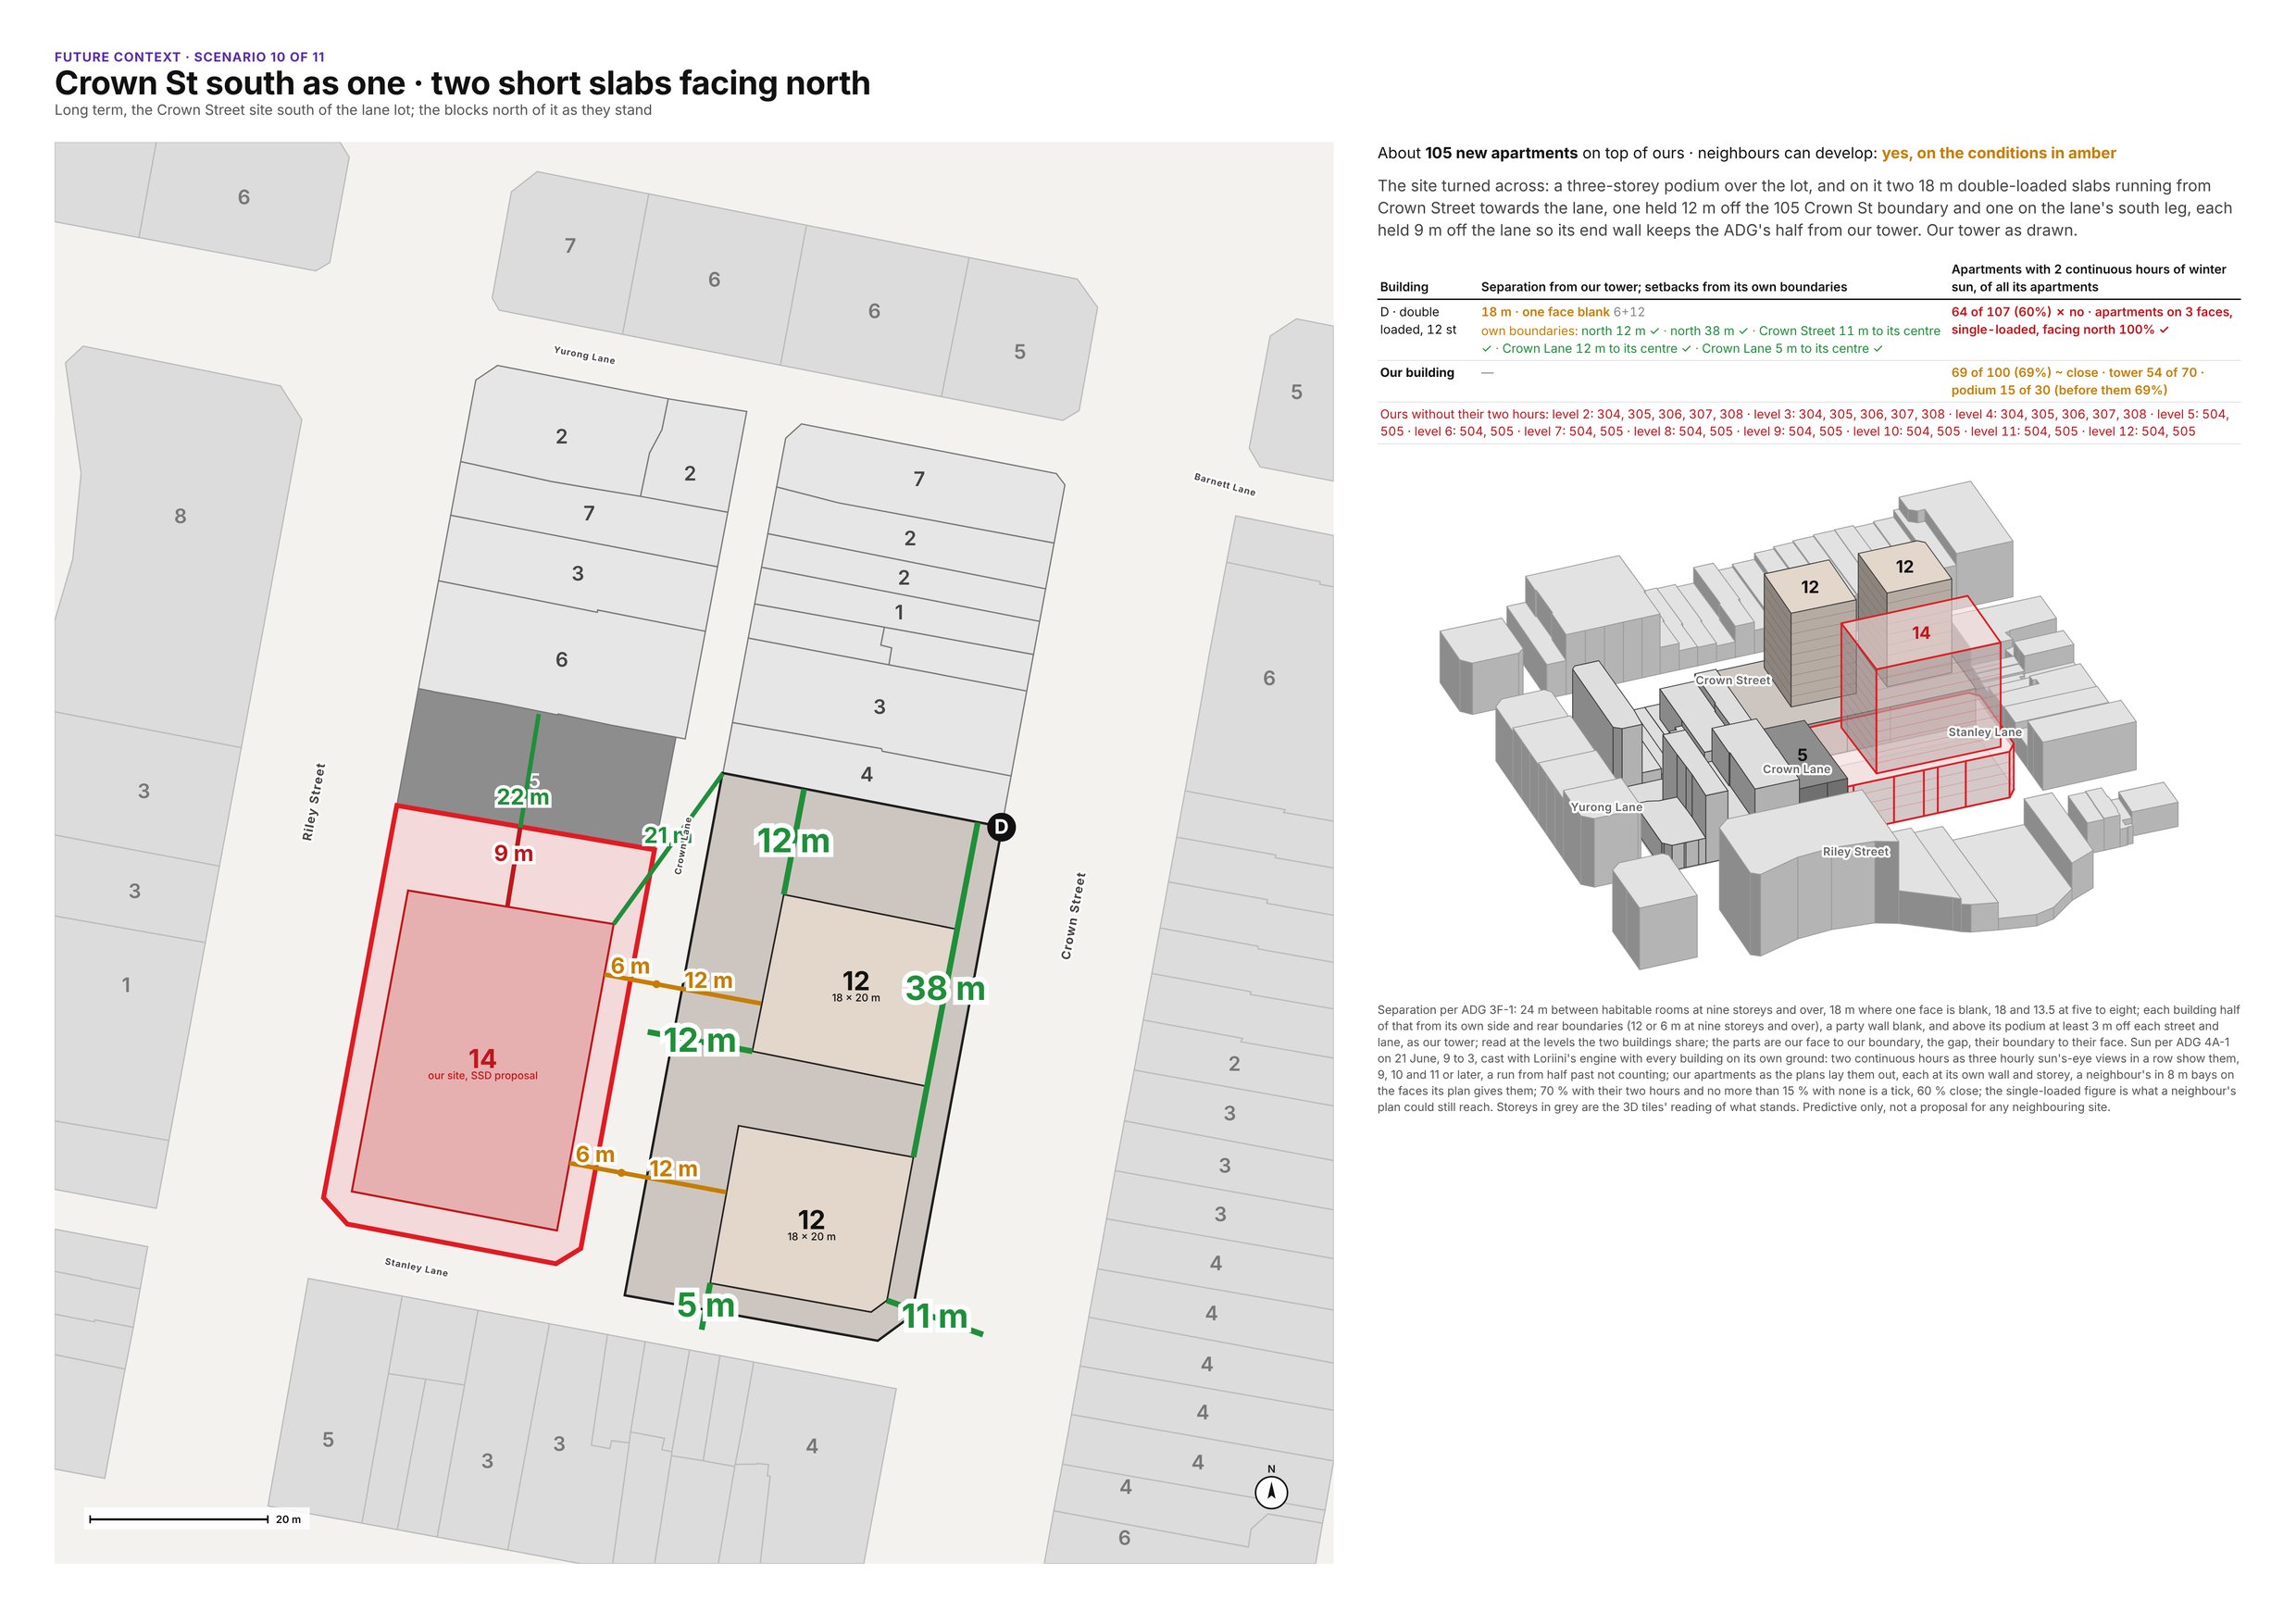 FUTURE CONTEXT · SCENARIO 10 OF 11
Crown St south as one · two short slabs facing north
Long term, the Crown Street site south of the lane lot; the blocks north of it as they stand
About 105 new apartments on top of ours · neighbours can develop: yes, on the conditions in amber
The site turned across: a three-storey podium over the lot, and on it two 18 m double-loaded slabs running from
Crown Street towards the lane, one held 12 m off the 105 Crown St boundary and one on the lane's south leg, each
held 9 m off the lane so its end wall keeps the ADG's half from our tower. Our tower as drawn.
Building
Separation from our tower; setbacks from its own boundaries
Apartments with 2 continuous hours of winter
sun, of all its apartments
D · double
loaded, 12 st
18 m · one face blank 6+12
own boundaries: north 12 m ✓ · north 38 m ✓ · Crown Street 11 m to its centre
✓ · Crown Lane 12 m to its centre ✓ · Crown Lane 5 m to its centre ✓
64 of 107 (60%) × no · apartments on 3 faces,
single-loaded, facing north 100% ✓
Our building
—
69 of 100 (69%) ~ close · tower 54 of 70 ·
podium 15 of 30 (before them 69%)
Ours without their two hours: level 2: 304, 305, 306, 307, 308 · level 3: 304, 305, 306, 307, 308 · level 4: 304, 305, 306, 307, 308 · level 5: 504,
505 · level 6: 504, 505 · level 7: 504, 505 · level 8: 504, 505 · level 9: 504, 505 · level 10: 504, 505 · level 11: 504, 505 · level 12: 504, 505
6
7
6
6
5
5
Yurong Lane
Barnett Lane
8
2
2
7
3
6
7
2
2
1
3
4
6
5
22 m
21 m
9 m
Riley Street
Crown Lane
Crown Street
D
12 m
38 m
3
3
1
6 m
12 m
12
18 × 20 m
12 m
14
our site, SSD proposal
6 m
12 m
12
18 × 20 m
5 m
11 m
Stanley Lane
2
3
3
3
4
4
4
4
4
4
6
5
3
3
4
N
20 m
12
12
14
5
Crown Street
Stanley Lane
Crown Lane
Yurong Lane
Riley Street
Separation per ADG 3F-1: 24 m between habitable rooms at nine storeys and over, 18 m where one face is blank, 18 and 13.5 at five to eight; each building half
of that from its own side and rear boundaries (12 or 6 m at nine storeys and over), a party wall blank, and above its podium at least 3 m off each street and
lane, as our tower; read at the levels the two buildings share; the parts are our face to our boundary, the gap, their boundary to their face. Sun per ADG 4A-1
on 21 June, 9 to 3, cast with Loriini's engine with every building on its own ground: two continuous hours as three hourly sun's-eye views in a row show them,
9, 10 and 11 or later, a run from half past not counting; our apartments as the plans lay them out, each at its own wall and storey, a neighbour's in 8 m bays on
the faces its plan gives them; 70 % with their two hours and no more than 15 % with none is a tick, 60 % close; the single-loaded figure is what a neighbour's
plan could still reach. Storeys in grey are the 3D tiles' reading of what stands. Predictive only, not a proposal for any neighbouring site.